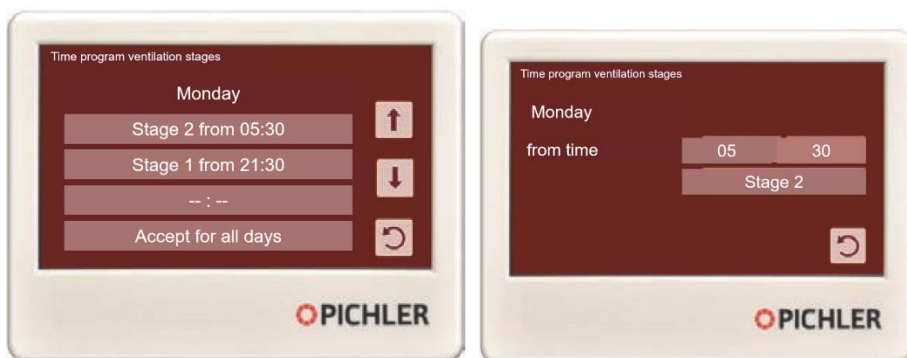 Time program ventilation stages
Monday
Stage 2 from 05:30
Stage 1 from 21:30
-- : --
Accept for all days
PICHLER
Time program ventilation stages
Monday
from time 05 30
Stage 2
PICHLER